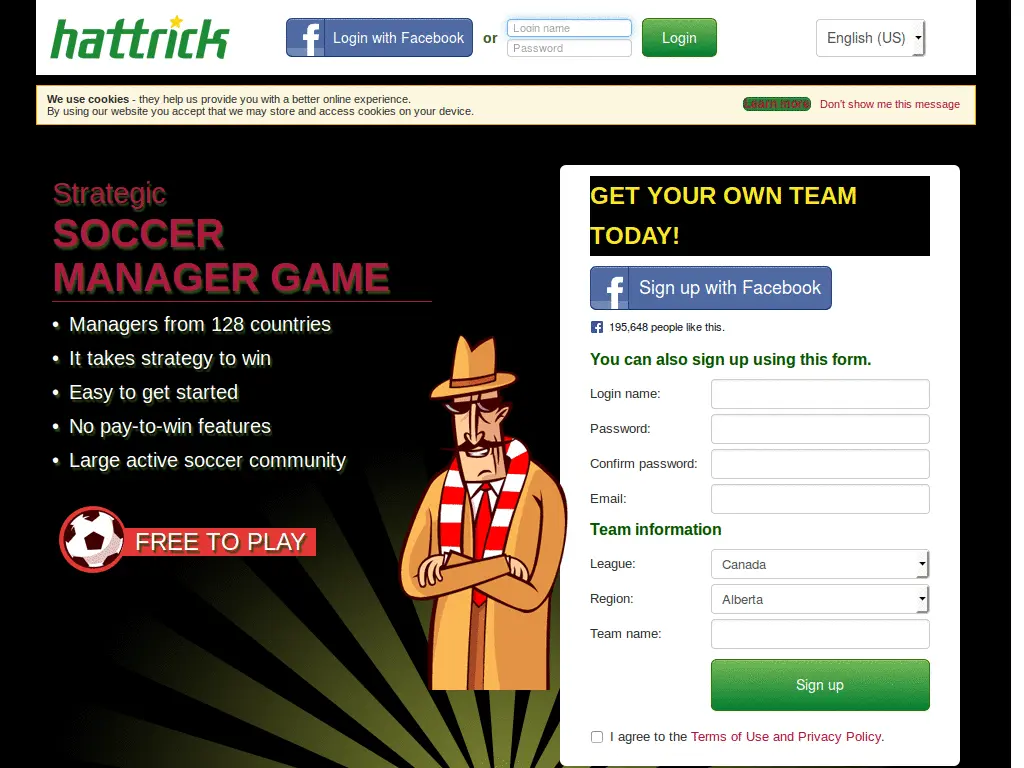 hattrick
Login with Facebook
or
Login name
Password
Login
English (US)
We use cookies - they help us provide you with a better online experience.
By using our website you accept that we may store and access cookies on your device.
Learn more
Don't show me this message
Strategic
SOCCER
MANAGER GAME
• Managers from 128 countries
• It takes strategy to win
• Easy to get started
• No pay-to-win features
• Large active soccer community
FREE TO PLAY
GET YOUR OWN TEAM
TODAY!
Sign up with Facebook
195,648 people like this.
You can also sign up using this form.
Login name:
Password:
Confirm password:
Email:
Team information
League:
Canada
Region:
Alberta
Team name:
Sign up
I agree to the Terms of Use and Privacy Policy.